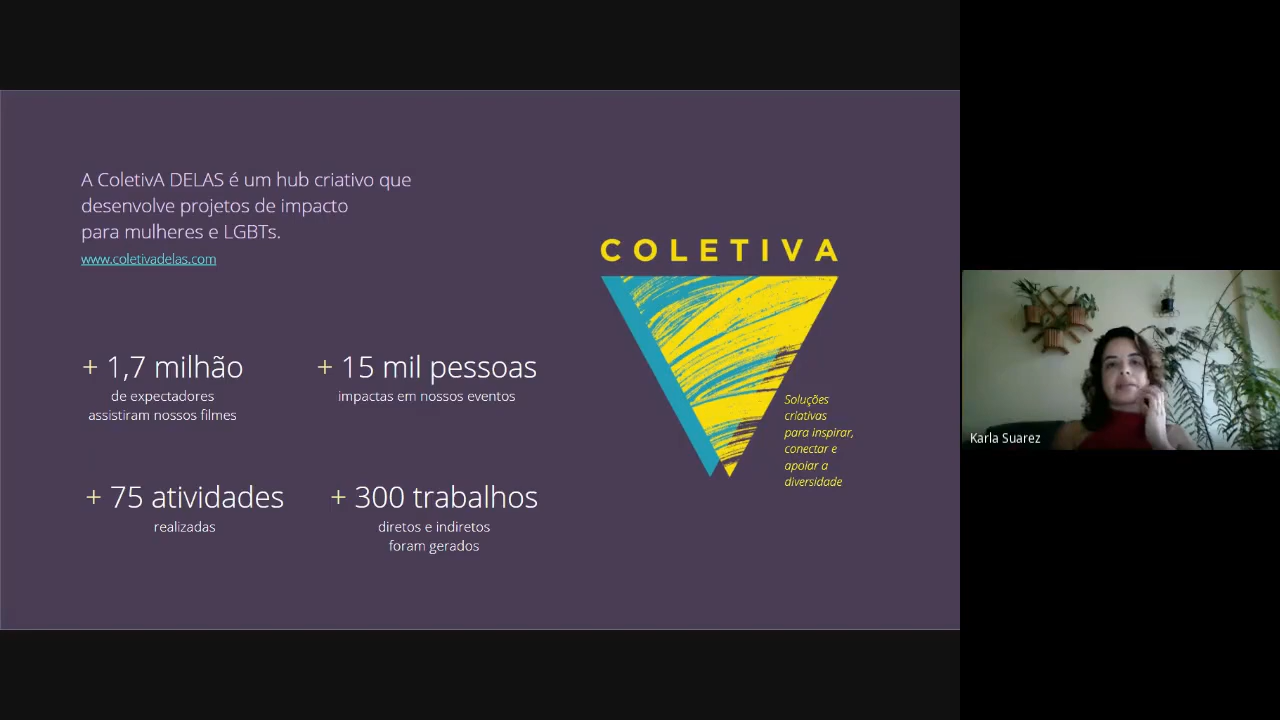 A ColetivA DELAS é um hub criativo que
desenvolve projetos de impacto
para mulheres e LGBTs.
www.coletivadelas.com
+ 1,7 milhão
de expectadores
assistiram nossos filmes
+ 15 mil pessoas
impactas em nossos eventos
+ 75 atividades
realizadas
+ 300 trabalhos
diretos e indiretos
foram gerados
COLETIVA
Soluções
criativas
para inspirar,
conectar e
apoiar a
diversidade
Karla Suarez